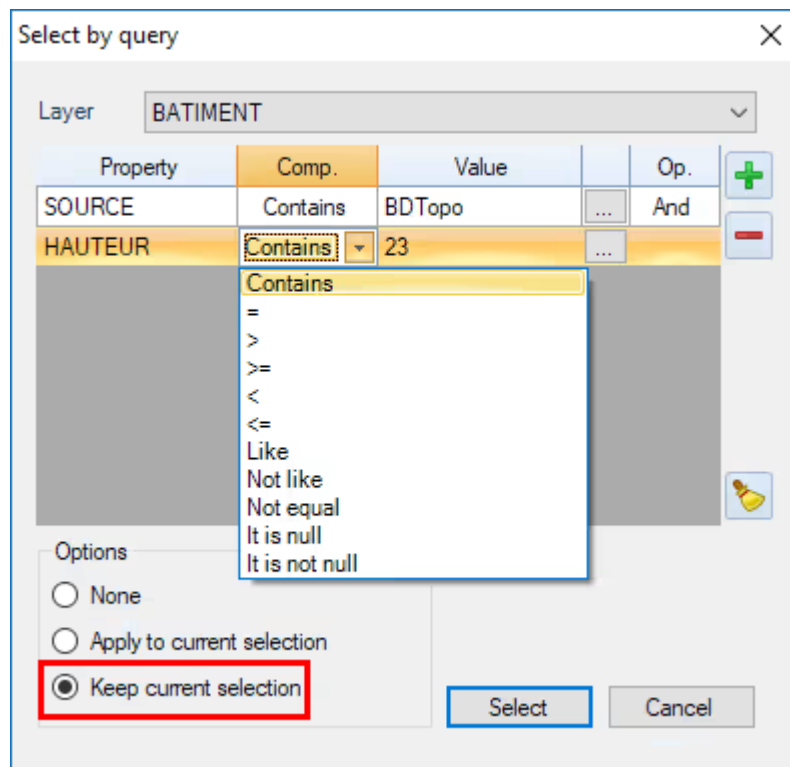 Select by query
Layer BATIMENT
Property Comp. Value Op.
SOURCE Contains BDTopo ... And
HAUTEUR Contains 23 ...
Contains
=
>
>=
<
<=
Like
Not like
Not equal
It is null
It is not null
Options
None
Apply to current selection
Keep current selection
Select Cancel